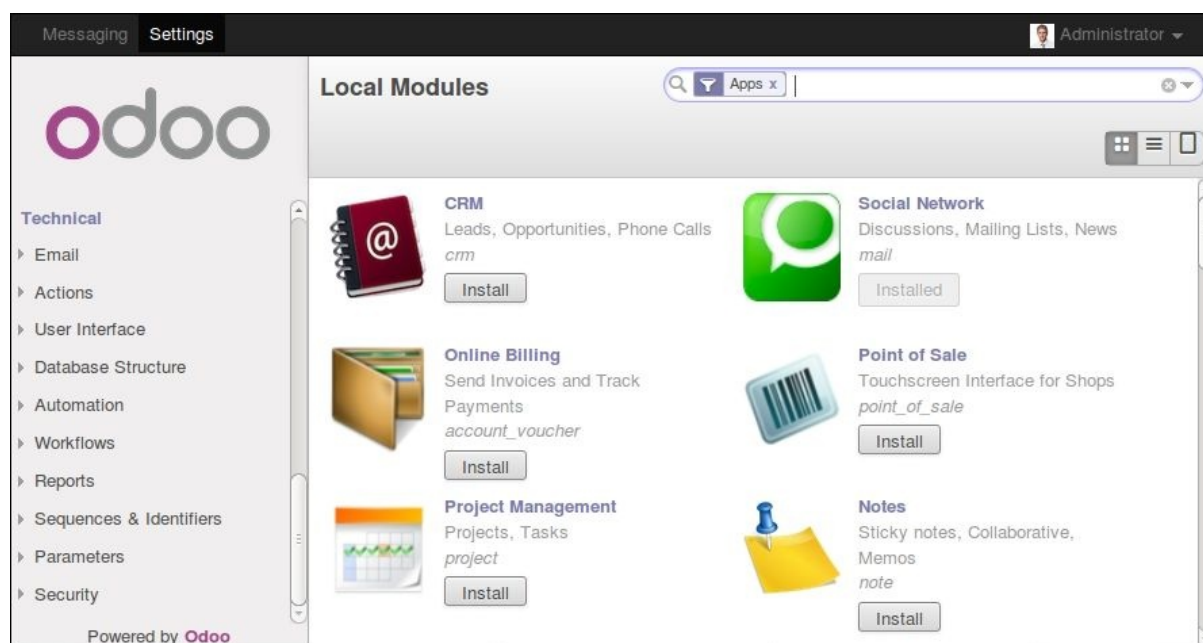 Messaging Settings Administrator
odoo
Local Modules
Apps x
Technical
Email
Actions
User Interface
Database Structure
Automation
Workflows
Reports
Sequences & Identifiers
Parameters
Security
Powered by Odoo
CRM
Leads, Opportunities, Phone Calls
crm
Install
Social Network
Discussions, Mailing Lists, News
mail
Installed
Online Billing
Send Invoices and Track
Payments
account_voucher
Install
Point of Sale
Touchscreen Interface for Shops
point_of_sale
Install
Project Management
Projects, Tasks
project
Install
Notes
Sticky notes, Collaborative,
Memos
note
Install